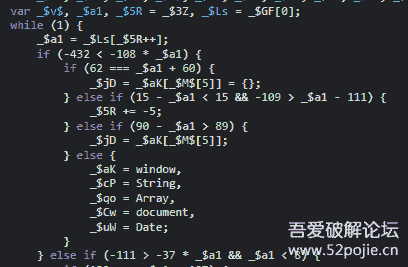 var _$v$, _$a1, _$5R = _$3Z, _$Ls = _$GF[0];
while (1) {
_$a1 = _$Ls[_$5R++];
if (-432 < -108 * _$a1) {
if (62 === _$a1 + 60) {
_$jD = _$aK[_$M$[5]] = {};
} else if (15 - _$a1 < 15 && -109 > _$a1 - 111) {
_$5R += -5;
} else if (90 - _$a1 > 89) {
_$jD = _$aK[_$M$[5]];
} else {
_$aK = window,
_$cP = String,
_$qo = Array,
_$Cw = document,
_$uW = Date;
}
} else if (-111 > -37 * _$a1 && _$a1 < 8) {
吾爱破解论坛
www.52pojie.cn